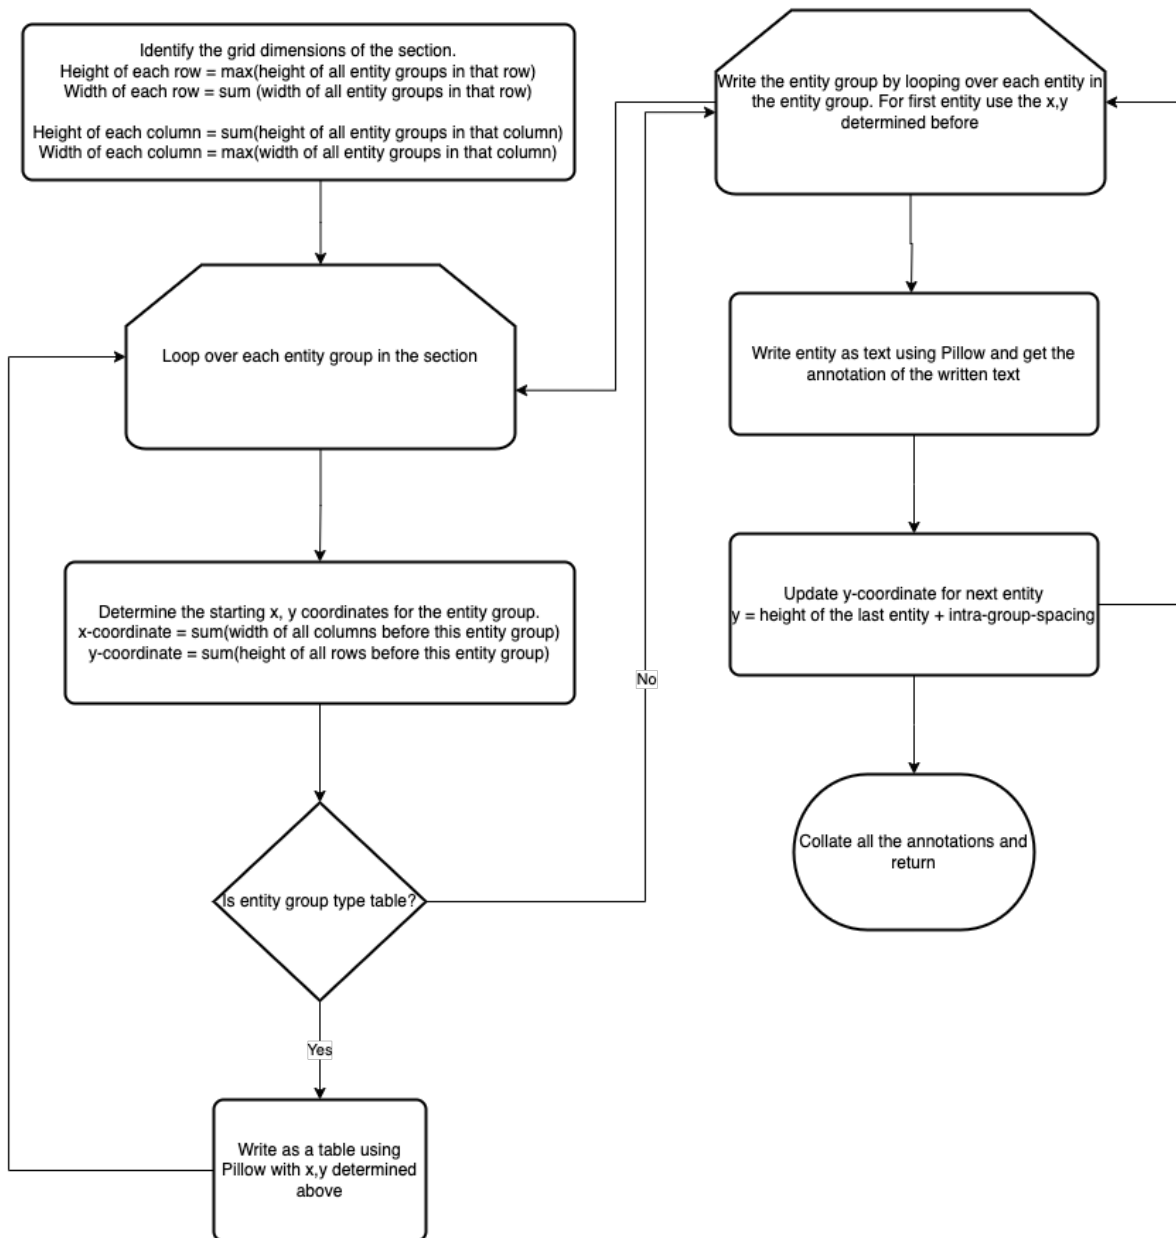 Identify the grid dimensions of the section.
Height of each row = max(height of all entity groups in that row)
Width of each row = sum (width of all entity groups in that row)
Height of each column = sum(height of all entity groups in that column)
Width of each column = max(width of all entity groups in that column)
Loop over each entity group in the section
Determine the starting x, y coordinates for the entity group.
x-coordinate = sum(width of all columns before this entity group)
y-coordinate = sum(height of all rows before this entity group)
Is entity group type table?
No
Yes
Write as a table using
Pillow with x,y determined
above
Write the entity group by looping over each entity in
the entity group. For first entity use the x,y
determined before
Write entity as text using Pillow and get the
annotation of the written text
Update y-coordinate for next entity
y = height of the last entity + intra-group-spacing
Collate all the annotations and
return